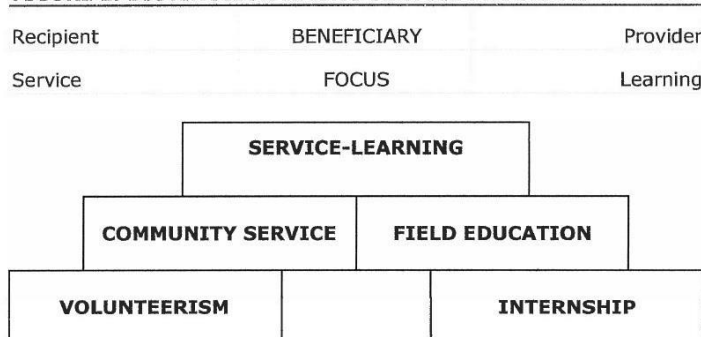 Recipient BENEFICIARY Provider
Service FOCUS Learning
SERVICE-LEARNING
COMMUNITY SERVICE FIELD EDUCATION
VOLUNTEERISM INTERNSHIP